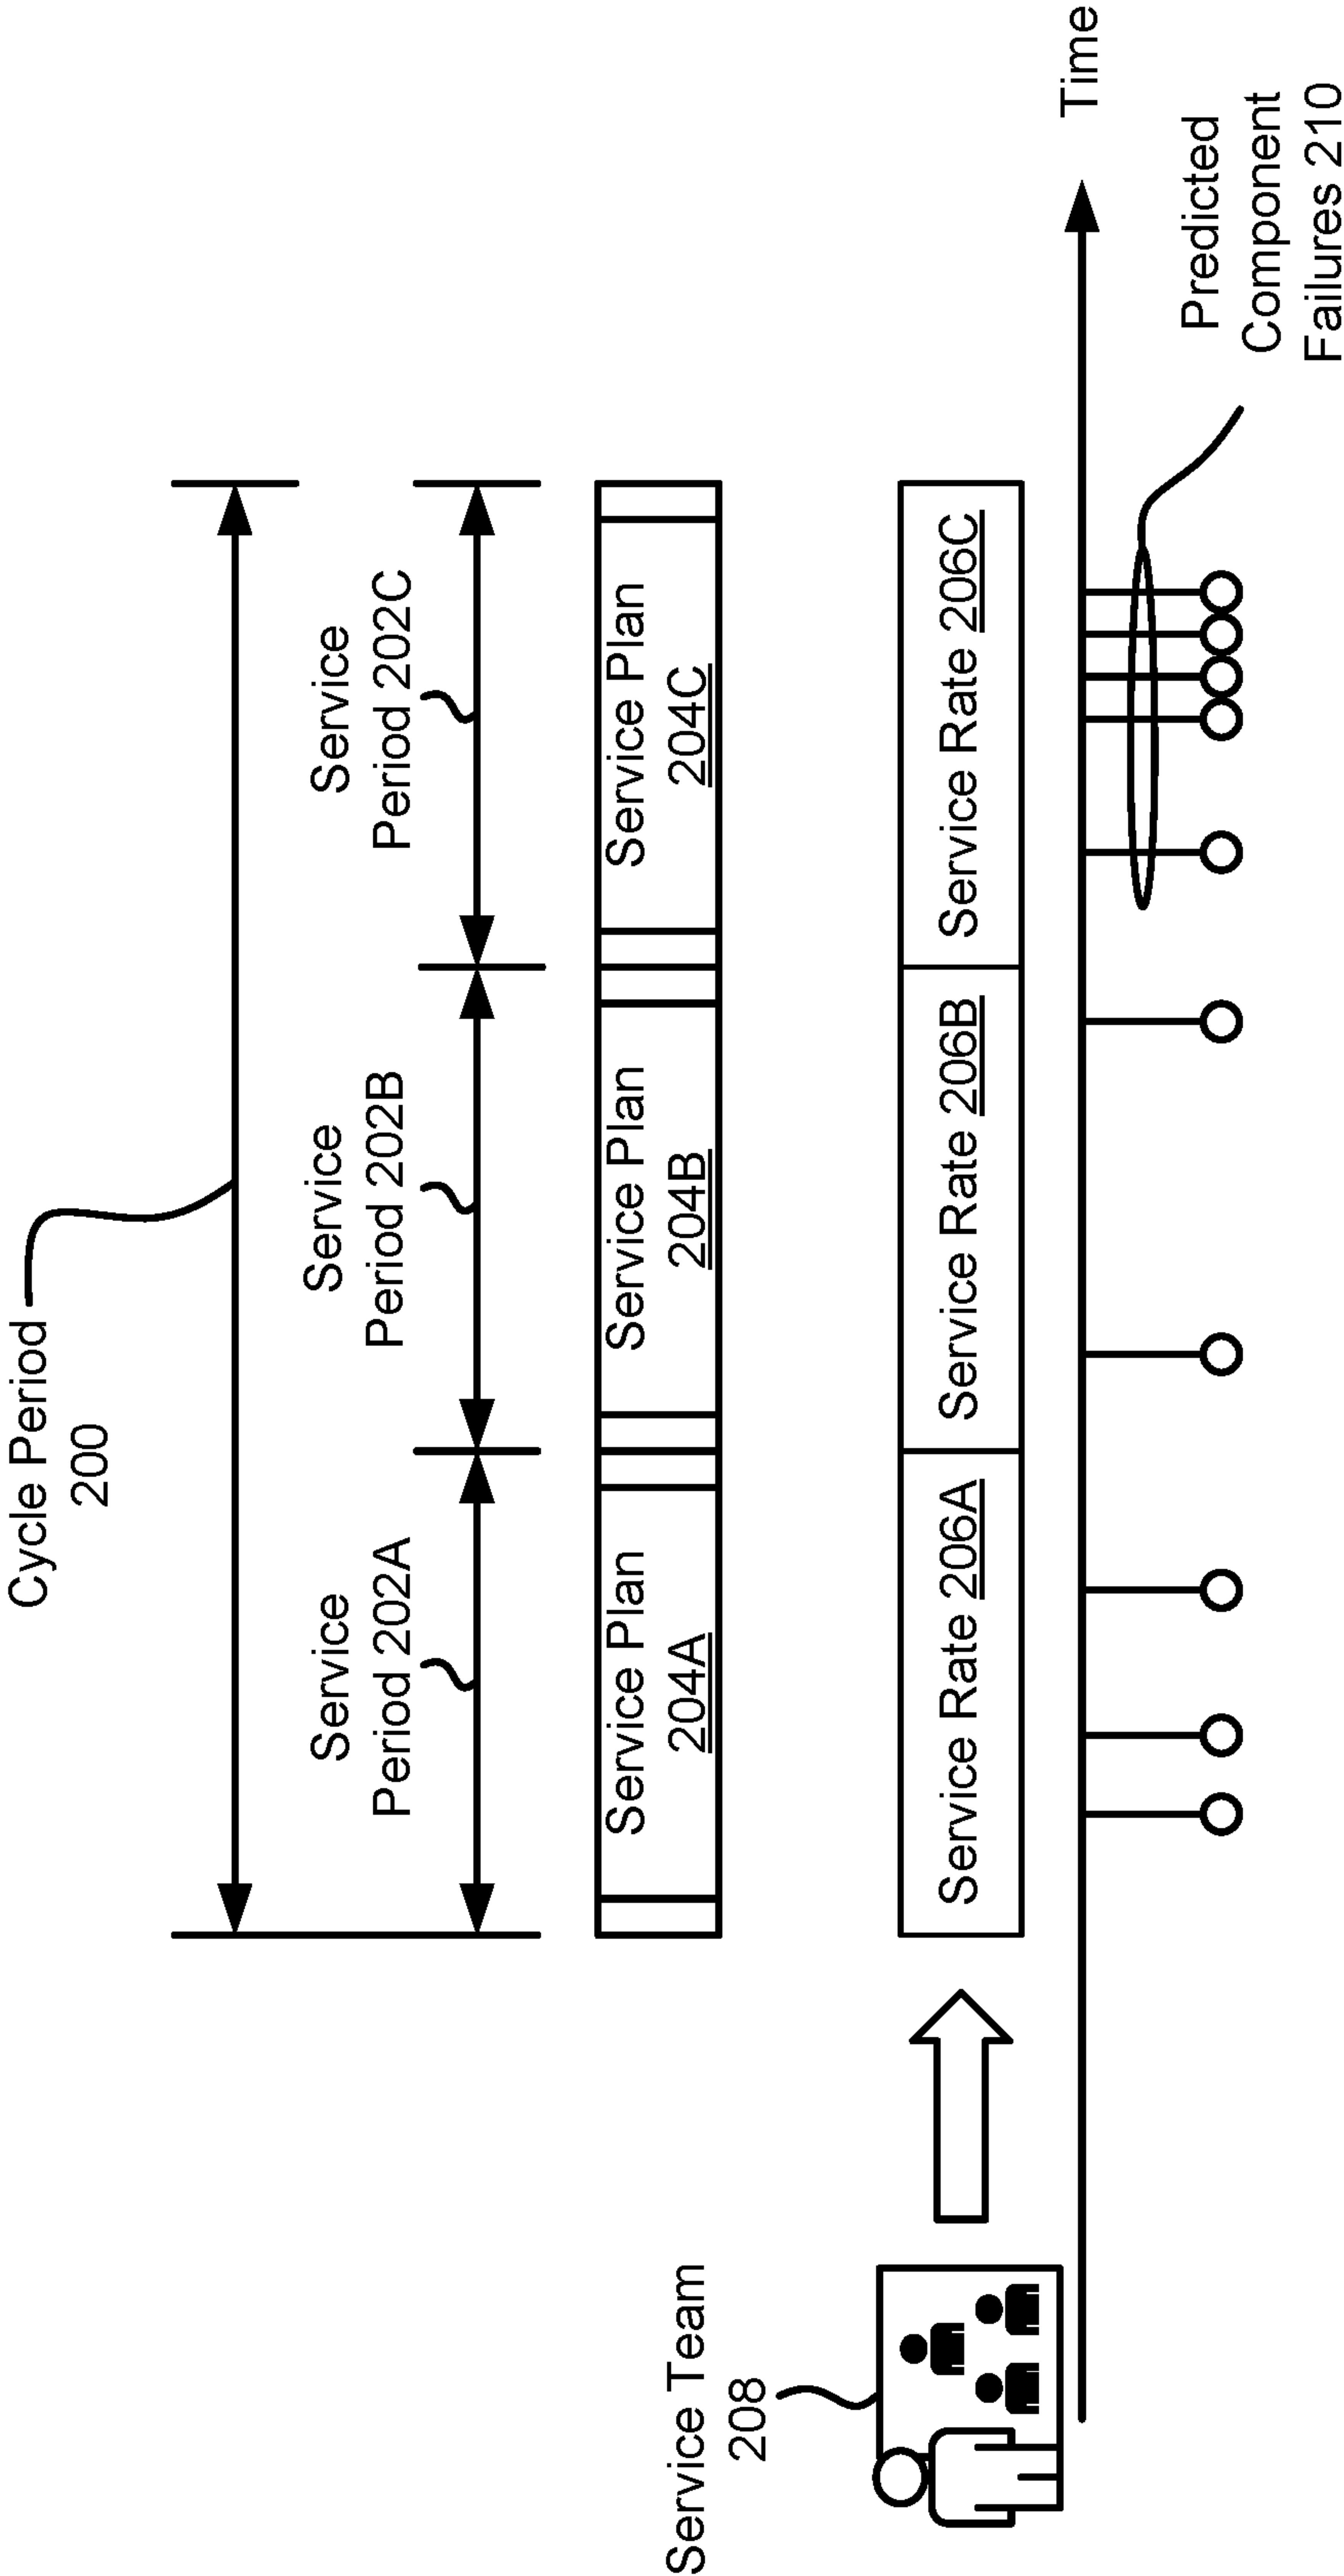 Cycle Period
200
Service
Period 202A
Service
Period 202B
Service
Period 202C
Service Plan
204A
Service Plan
204B
Service Plan
204C
Service Team
208
Service Rate 206A
Service Rate 206B
Service Rate 206C
Time
Predicted
Component
Failures 210